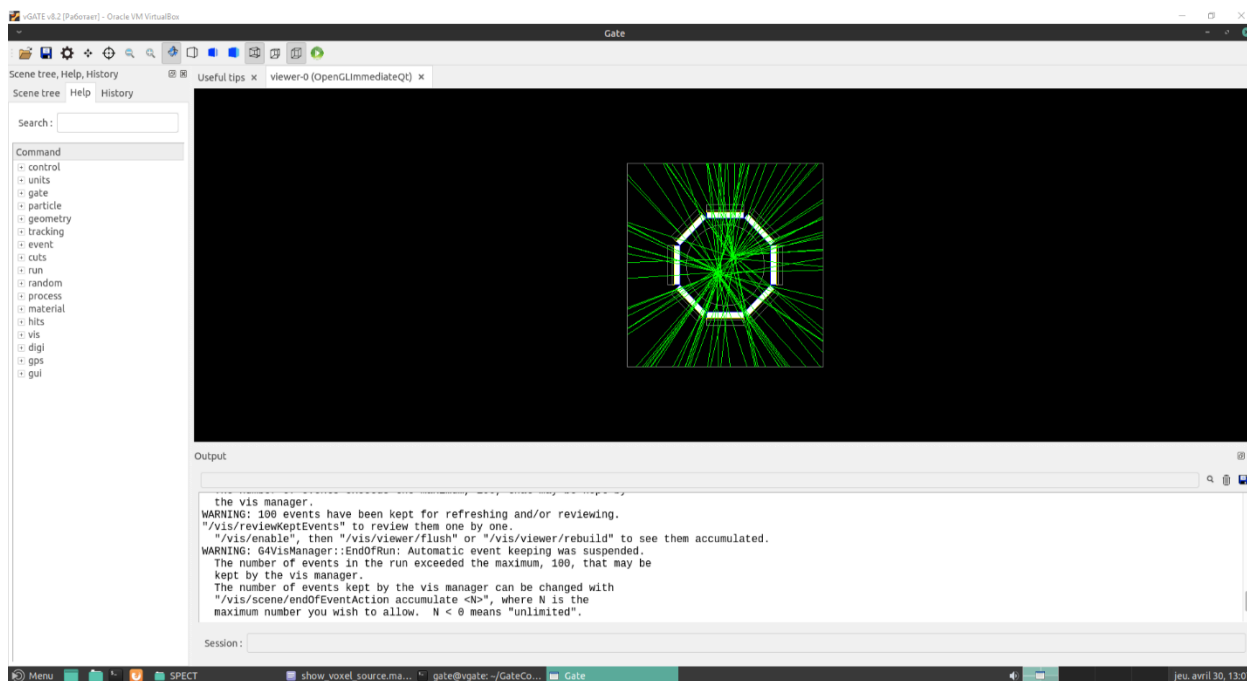 vGATE v8.2 [Работает] - Oracle VM VirtualBox
Gate
Scene tree, Help, History
Useful tips
viewer-0 (OpenGLImmediateQt)
Scene tree
Help
History
Search :
Command
control
units
gate
particle
geometry
tracking
event
cuts
run
random
process
material
hits
vis
digi
gps
gui
Output
the vis manager.
WARNING: 100 events have been kept for refreshing and/or reviewing.
"/vis/reviewKeptEvents" to review them one by one.
"/vis/enable", then "/vis/viewer/flush" or "/vis/viewer/rebuild" to see them accumulated.
WARNING: G4VisManager::EndOfRun: Automatic event keeping was suspended.
The number of events in the run exceeded the maximum, 100, that may be
kept by the vis manager.
The number of events kept by the vis manager can be changed with
"/vis/scene/endOfEventAction accumulate <N>", where N is the
maximum number you wish to allow.  N < 0 means "unlimited".
Session :
Menu
SPECT
show_voxel_source.ma...
gate@vgate: ~/GateCo...
Gate
jeu. avril 30, 13:0